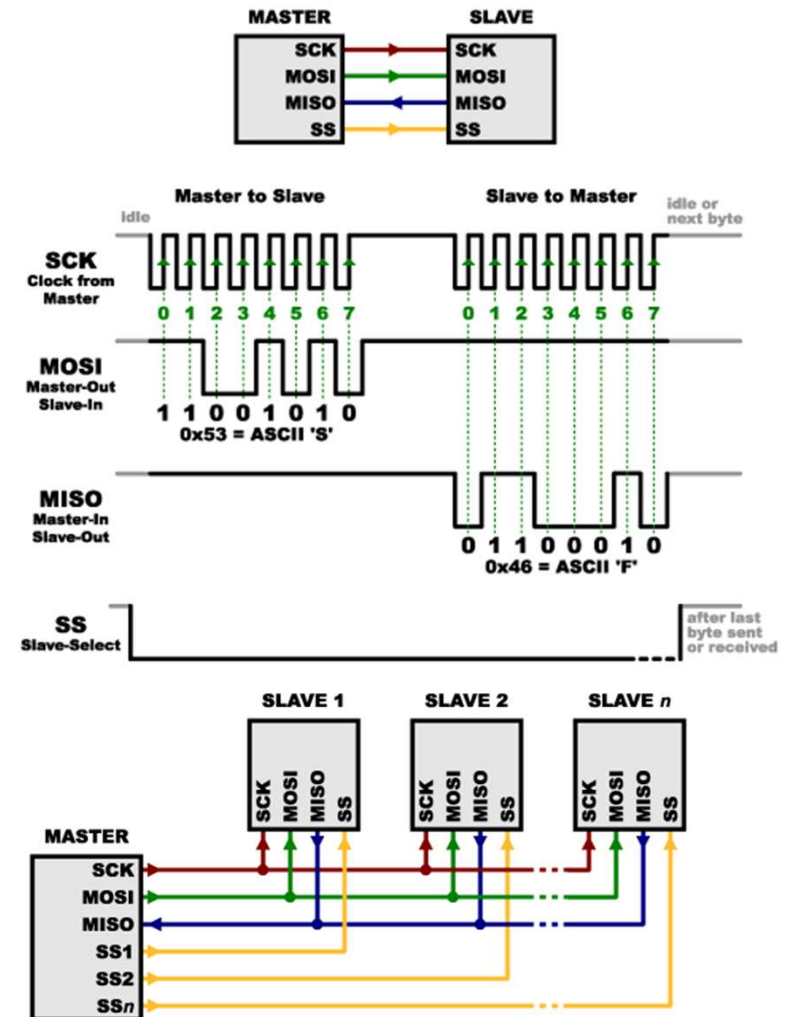 MASTER SLAVE
SCK SCK
MOSI MOSI
MISO MISO
SS SS
Master to Slave Slave to Master
idle
idle or
next byte
SCK
Clock from
Master
0 1 2 3 4 5 6 7 0 1 2 3 4 5 6 7
MOSI
Master-Out
Slave-In
1 1 0 0 1 0 1 0
0x53 = ASCII 'S'
MISO
Master-In
Slave-Out
0 1 1 0 0 0 1 0
0x46 = ASCII 'F'
SS
Slave-Select
after last
byte sent
or received
SLAVE 1 SLAVE 2 SLAVE n
SCK MOSI MISO SS SCK MOSI MISO SS SCK MOSI MISO SS
MASTER
SCK
MOSI
MISO
SS1
SS2
SSn